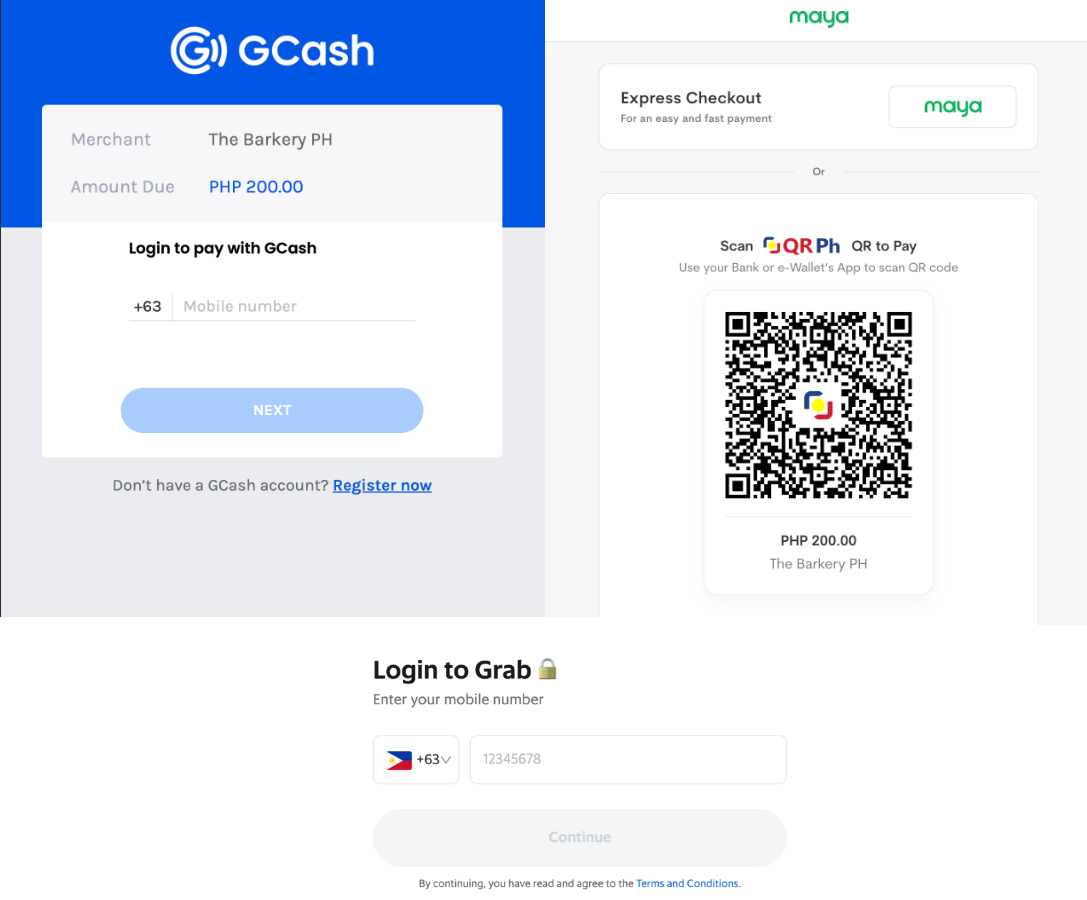 GCash
Merchant The Barkery PH
Amount Due PHP 200.00
Login to pay with GCash
+63 Mobile number
NEXT
Don't have a GCash account? Register now
maya
Express Checkout
For an easy and fast payment
maya
Or
Scan QR Ph QR to Pay
Use your Bank or e-Wallet's App to scan QR code
PHP 200.00
The Barkery PH
Login to Grab
Enter your mobile number
+63 12345678
Continue
By continuing, you have read and agree to the Terms and Conditions.